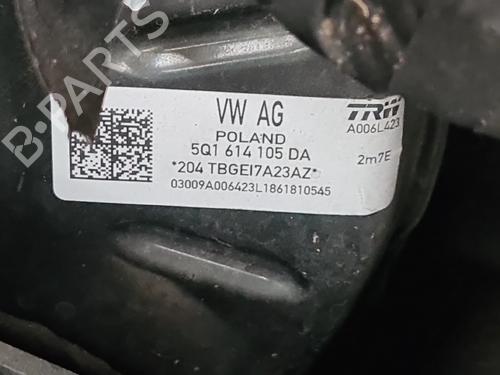 VW AG
POLAND
5Q1 614 105 DA
*204 TBGEI7A23AZ*
03009A006423L1861810545
TRW
A006L423
2m7E
B-PARTS